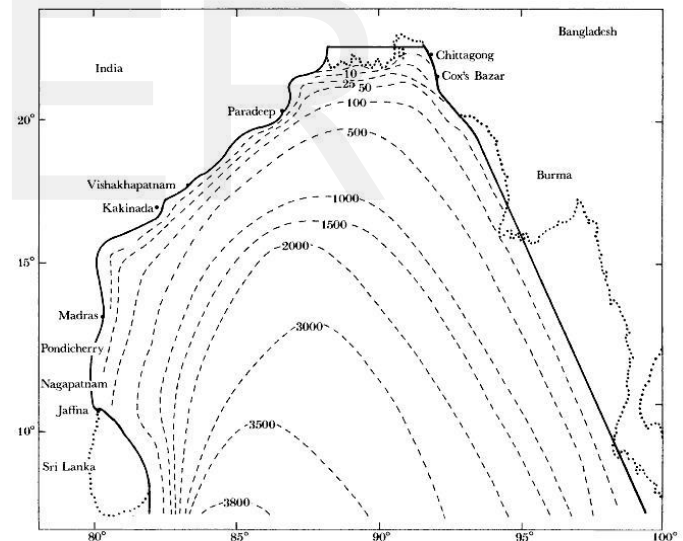 ER
Bangladesh
India
Chittagong
Cox's Bazar
10
25
50
100
Paradeep
20°
500
Vishakhapatnam
Burma
Kakinada
1000
1500
2000
15°
Madras
3000
Pondicherry
Nagapatnam
Jaffna
10°
3500
Sri Lanka
3800
80° 85° 90° 95° 100°